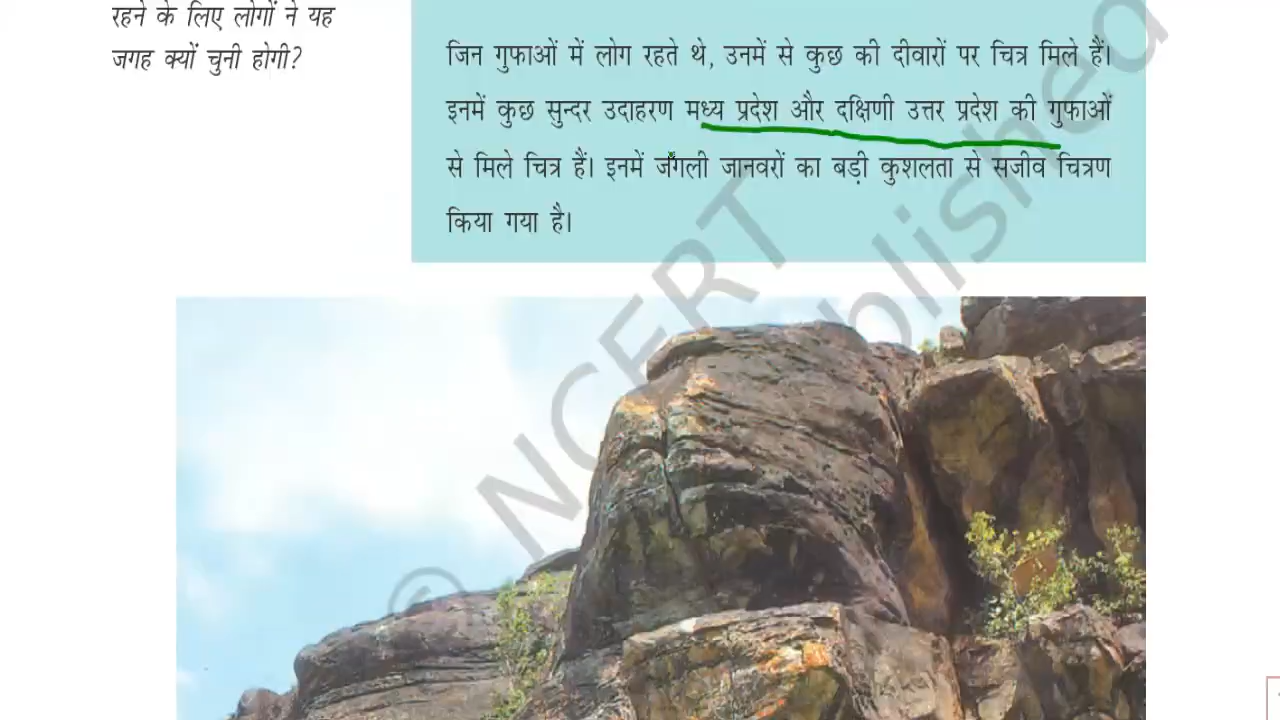 रहने के लिए लोगों ने यह
जगह क्यों चुनी होगी?
जिन गुफाओं में लोग रहते थे, उनमें से कुछ की दीवारों पर चित्र मिले हैं।
इनमें कुछ सुन्दर उदाहरण मध्य प्रदेश और दक्षिणी उत्तर प्रदेश की गुफाओं
से मिले चित्र हैं। इनमें जंगली जानवरों का बड़ी कुशलता से सजीव चित्रण
किया गया है।
© NCERT